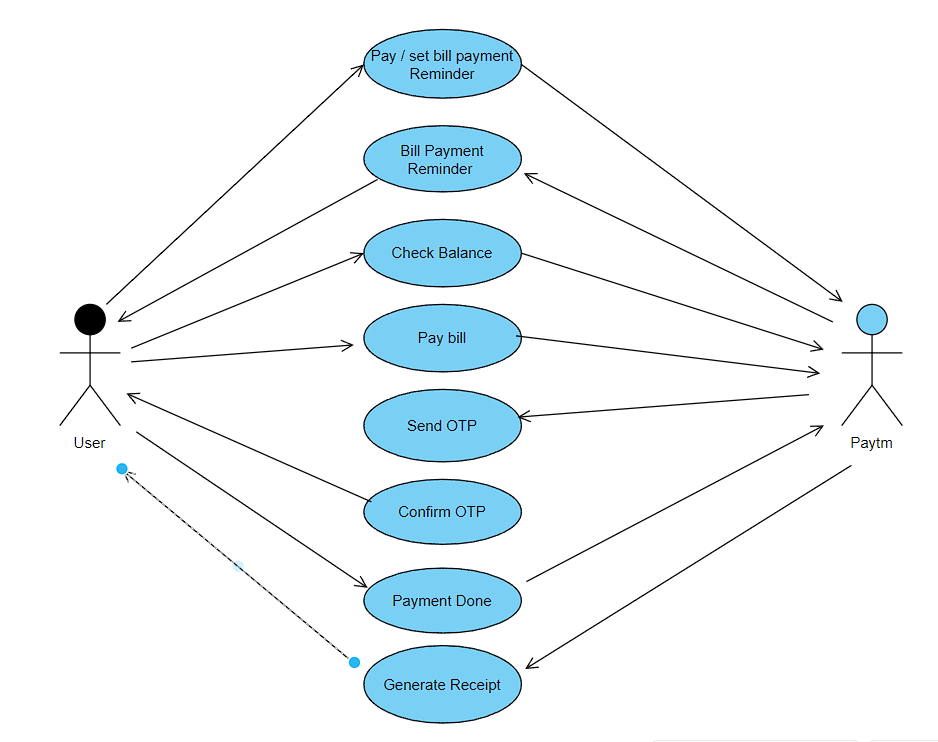 Pay / set bill payment
Reminder
Bill Payment
Reminder
Check Balance
Pay bill
Send OTP
User
Paytm
Confirm OTP
Payment Done
Generate Receipt